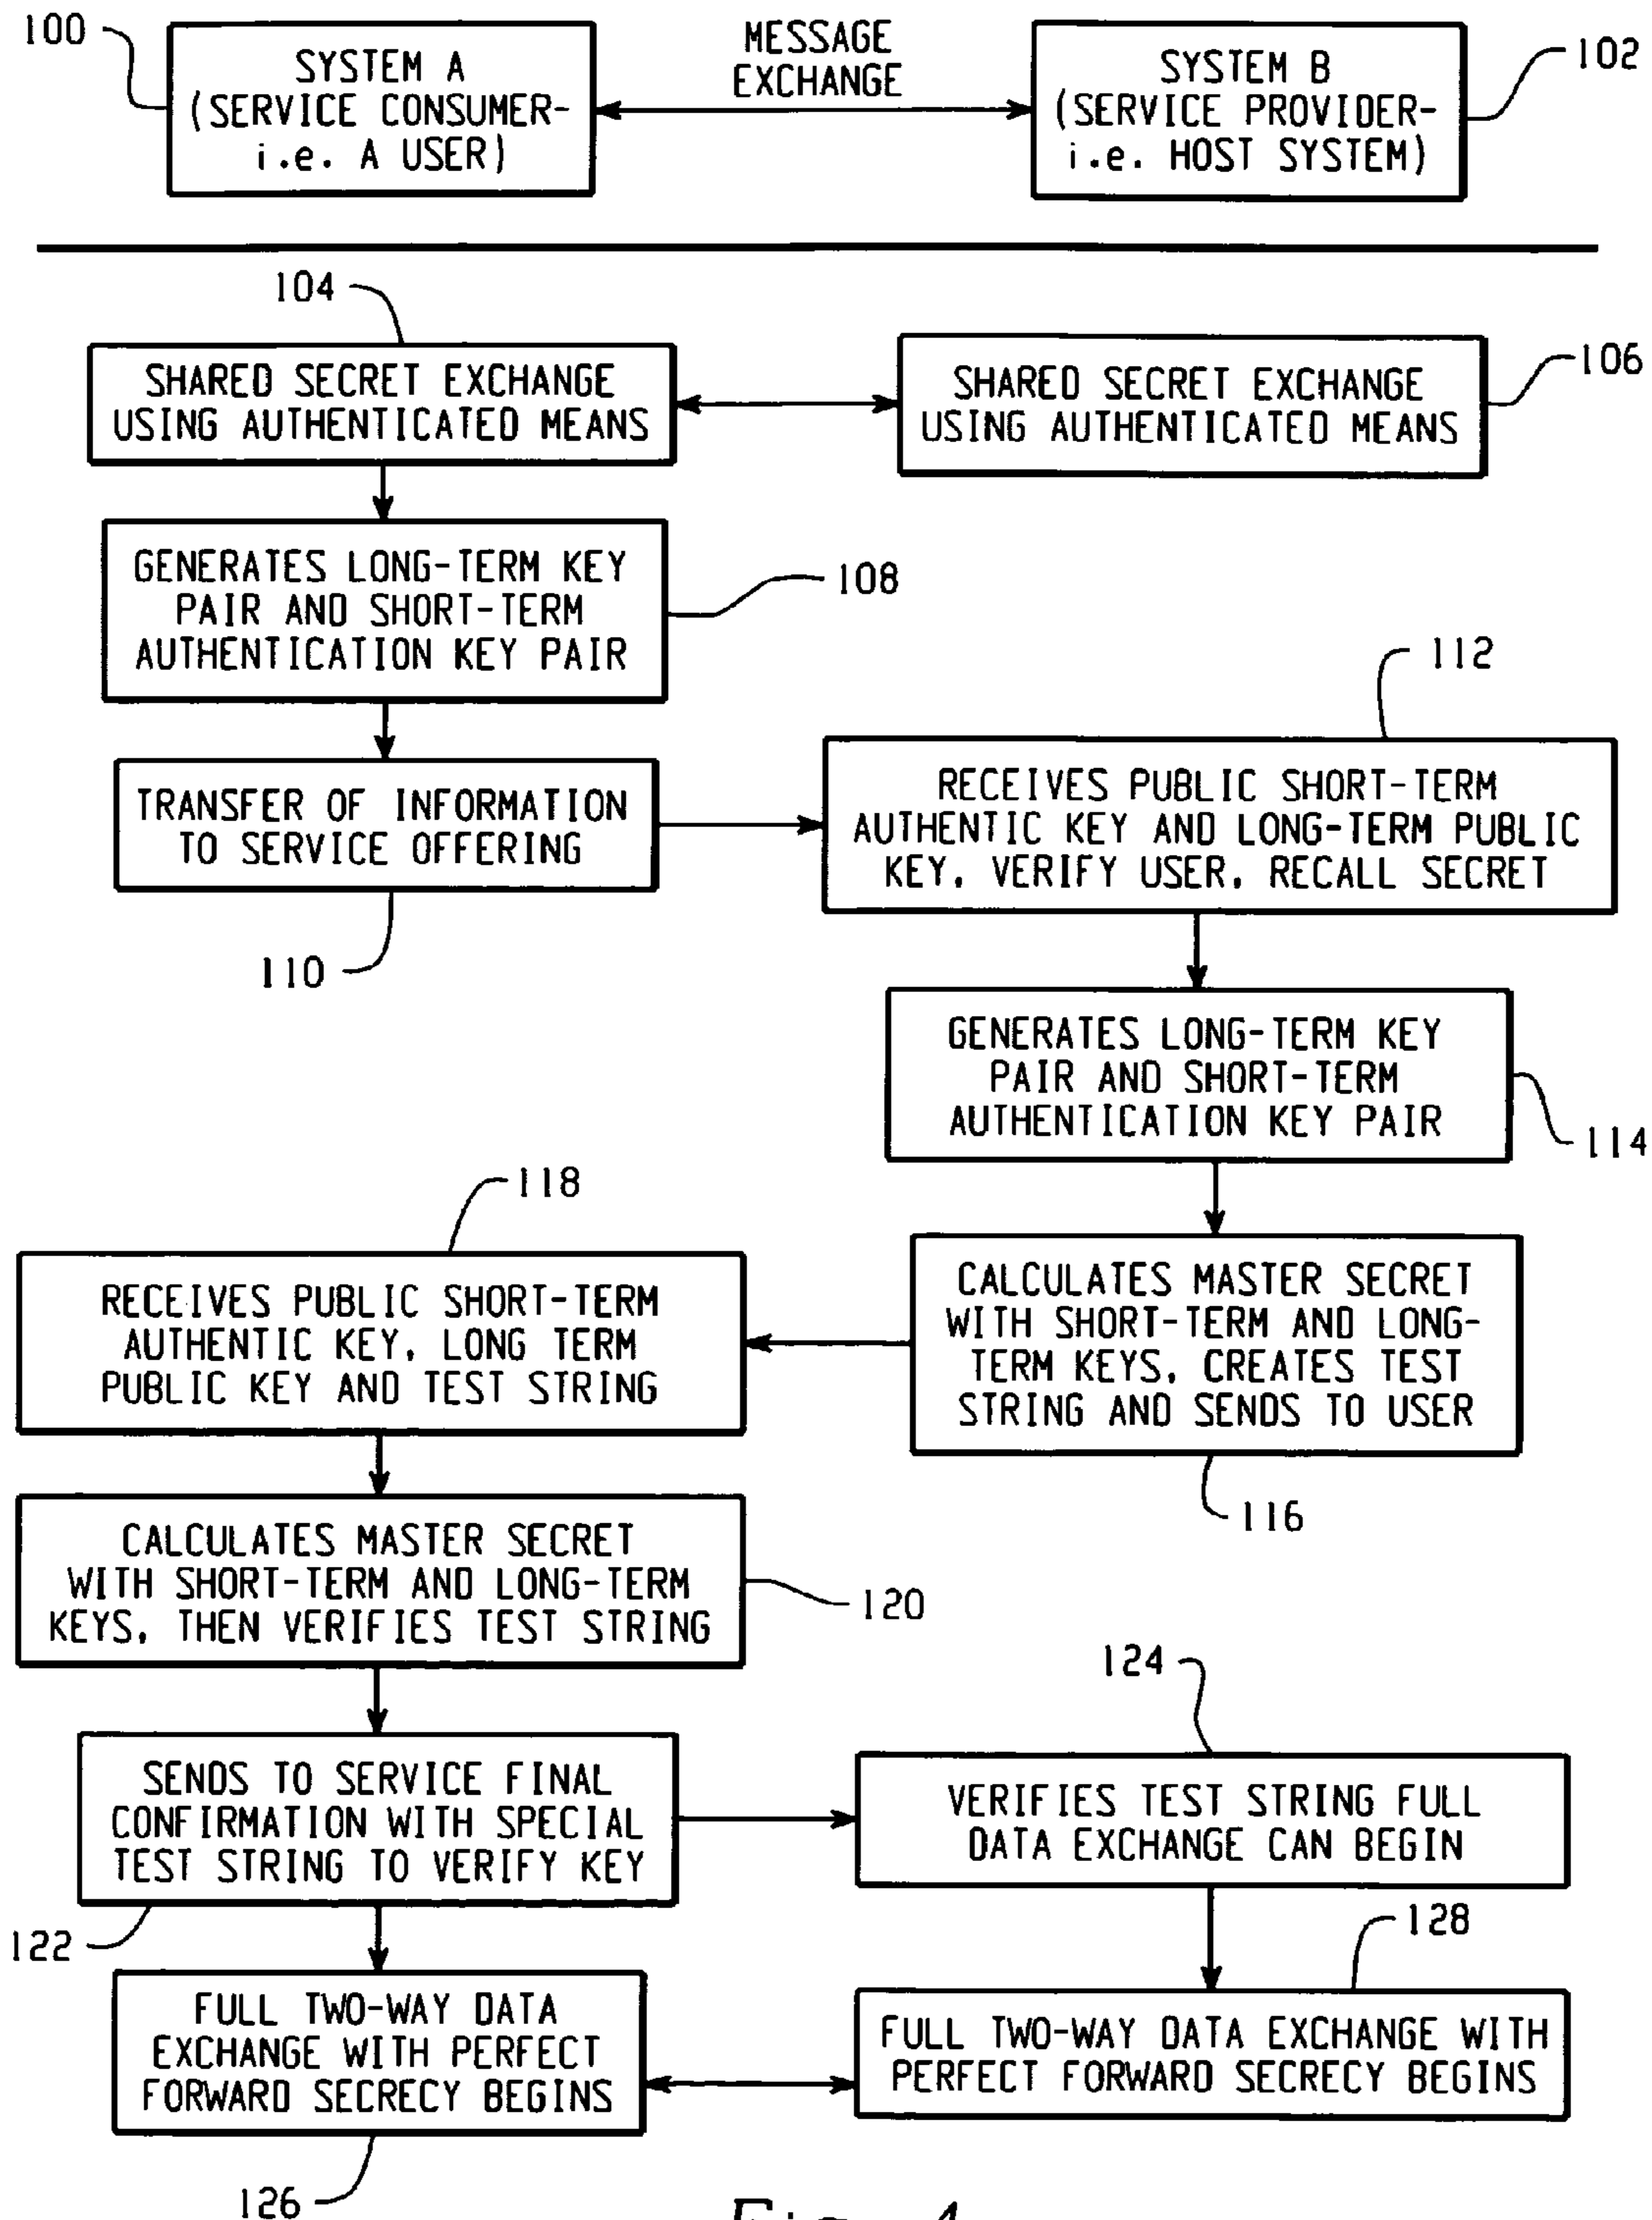 100
SYSTEM A
(SERVICE CONSUMER-
i.e. A USER)
MESSAGE
EXCHANGE
SYSTEM B
(SERVICE PROVIDER-
i.e. HOST SYSTEM)
102
104
SHARED SECRET EXCHANGE
USING AUTHENTICATED MEANS
SHARED SECRET EXCHANGE
USING AUTHENTICATED MEANS
106
GENERATES LONG-TERM KEY
PAIR AND SHORT-TERM
AUTHENTICATION KEY PAIR
108
TRANSFER OF INFORMATION
TO SERVICE OFFERING
110
112
RECEIVES PUBLIC SHORT-TERM
AUTHENTIC KEY AND LONG-TERM PUBLIC
KEY, VERIFY USER, RECALL SECRET
GENERATES LONG-TERM KEY
PAIR AND SHORT-TERM
AUTHENTICATION KEY PAIR
114
CALCULATES MASTER SECRET
WITH SHORT-TERM AND LONG-
TERM KEYS, CREATES TEST
STRING AND SENDS TO USER
116
118
RECEIVES PUBLIC SHORT-TERM
AUTHENTIC KEY, LONG TERM
PUBLIC KEY AND TEST STRING
CALCULATES MASTER SECRET
WITH SHORT-TERM AND LONG-TERM
KEYS, THEN VERIFIES TEST STRING
120
SENDS TO SERVICE FINAL
CONFIRMATION WITH SPECIAL
TEST STRING TO VERIFY KEY
122
124
VERIFIES TEST STRING FULL
DATA EXCHANGE CAN BEGIN
FULL TWO-WAY DATA
EXCHANGE WITH PERFECT
FORWARD SECRECY BEGINS
126
128
FULL TWO-WAY DATA EXCHANGE WITH
PERFECT FORWARD SECRECY BEGINS